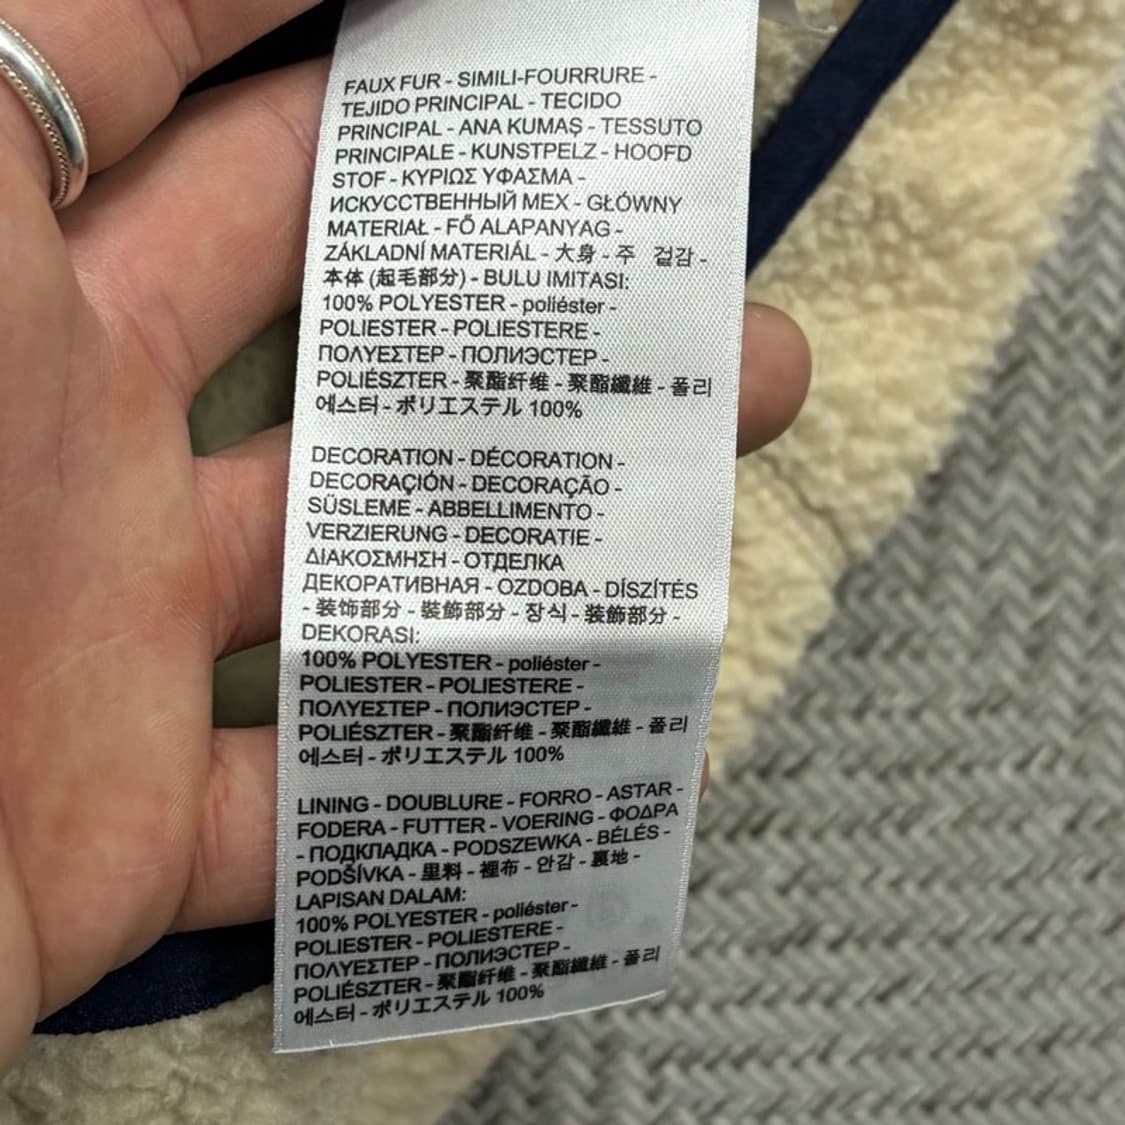 FAUX FUR - SIMILI-FOURRURE -
TEJIDO PRINCIPAL - TECIDO
PRINCIPAL - ANA KUMAŞ - TESSUTO
PRINCIPALE - KUNSTPELZ - HOOFD
STOF - ΚΥΡΙΩΣ ΥΦΑΣΜΑ -
ИСКУССТВЕННЫЙ МЕХ - GŁÓWNY
MATERIAŁ - FŐ ALAPANYAG -
ZÁKLADNÍ MATERIÁL - 大身 - 주 겉감 -
本体 (起毛部分) - BULU IMITASI:
100% POLYESTER - poliéster -
POLIESTER - POLIESTERE -
ΠΟΛΥΕΣΤΕΡ - ПОЛИЭСТЕР -
POLIÉSZTER - 聚酯纤维 - 聚酯纖維 - 폴리
에스터 - ポリエステル 100%
DECORATION - DÉCORATION -
DECORACIÓN - DECORAÇÃO -
SÜSLEME - ABBELLIMENTO -
VERZIERUNG - DECORATIE -
ΔΙΑΚΟΣΜΗΣΗ - ОТДЕЛКА
ДЕКОРАТИВНАЯ - OZDOBA - DÍSZÍTÉS
- 装饰部分 - 裝飾部分 - 장식 - 装飾部分 -
DEKORASI:
100% POLYESTER - poliéster -
POLIESTER - POLIESTERE -
ΠΟΛΥΕΣΤΕΡ - ПОЛИЭСТЕР -
POLIÉSZTER - 聚酯纤维 - 聚酯纖維 - 폴리
에스터 - ポリエステル 100%
LINING - DOUBLURE - FORRO - ASTAR -
FODERA - FUTTER - VOERING - ΦΟΔΡΑ
- ПОДКЛАДКА - PODSZEWKA - BÉLÉS -
PODŠÍVKA - 里料 - 裡布 - 안감 - 裏地 -
LAPISAN DALAM:
100% POLYESTER - poliéster -
POLIESTER - POLIESTERE -
ΠΟΛΥΕΣΤΕΡ - ПОЛИЭСТЕР -
POLIÉSZTER - 聚酯纤维 - 聚酯纖維 - 폴리
에스터 - ポリエステル 100%